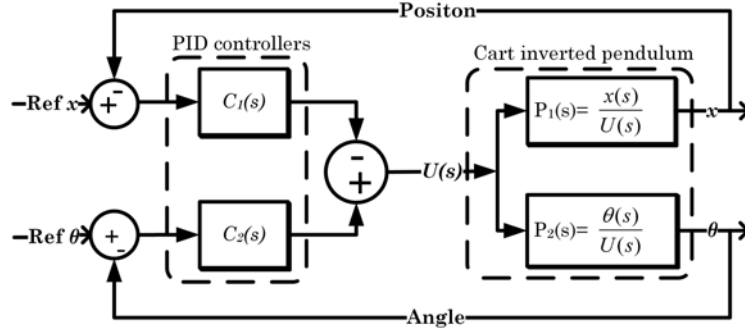 Positon
PID controllers
Cart inverted pendulum
Ref x
+ -
C₁(s)
-
+
U(s)
P₁(s)= x(s) / U(s)
x
Ref θ
+ -
C₂(s)
P₂(s)= θ(s) / U(s)
θ
Angle